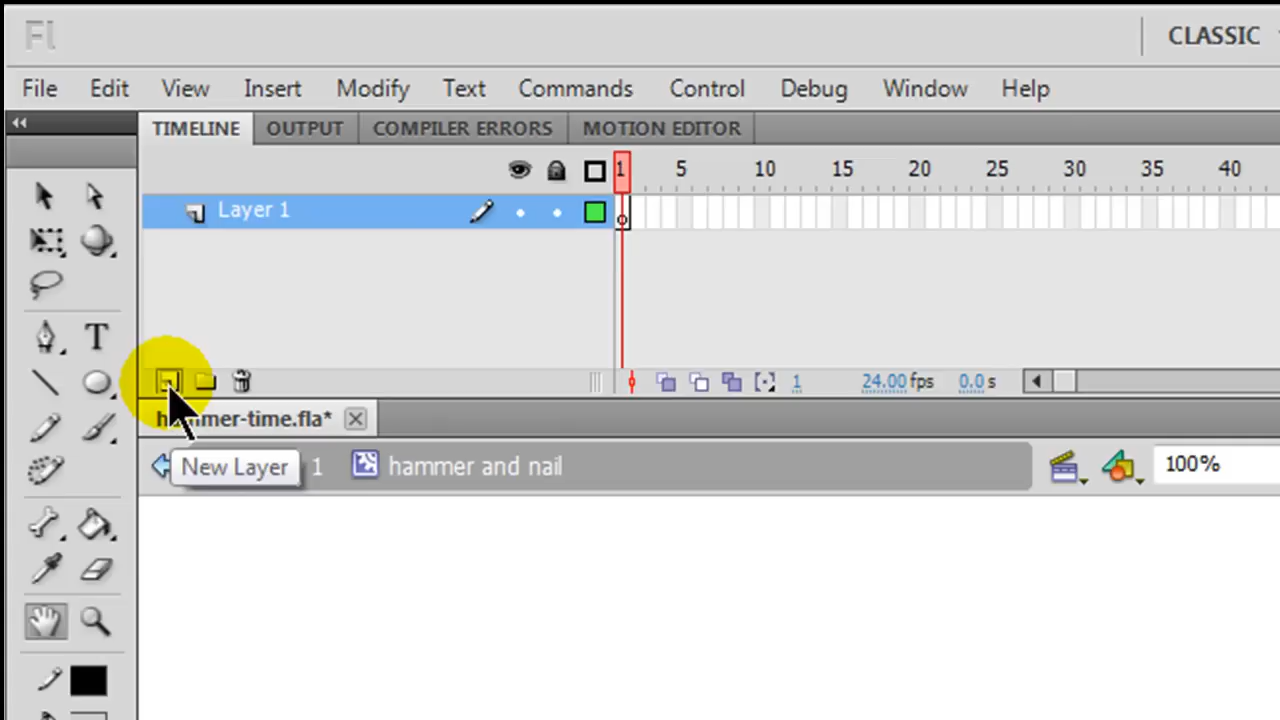 Fl
CLASSIC
File Edit View Insert Modify Text Commands Control Debug Window Help
TIMELINE OUTPUT COMPILER ERRORS MOTION EDITOR
1 5 10 15 20 25 30 35 40
Layer 1
T
1 24.00 fps 0.0 s
hammer-time.fla*
New Layer 1 hammer and nail 100%